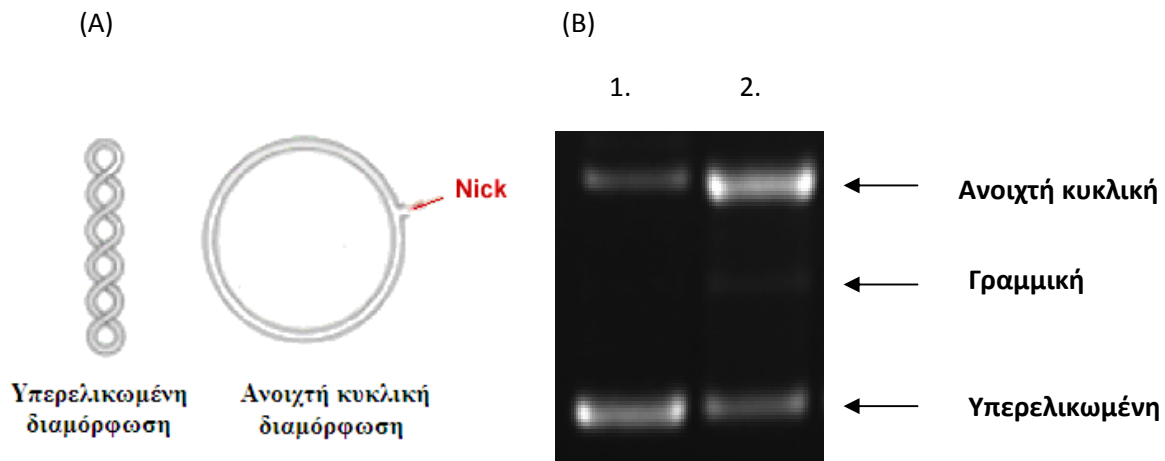 (A)
(B)
1.
2.
Nick
Υπερελικωμένη
διαμόρφωση
Ανοιχτή κυκλική
διαμόρφωση
Ανοιχτή κυκλική
Γραμμική
Υπερελικωμένη